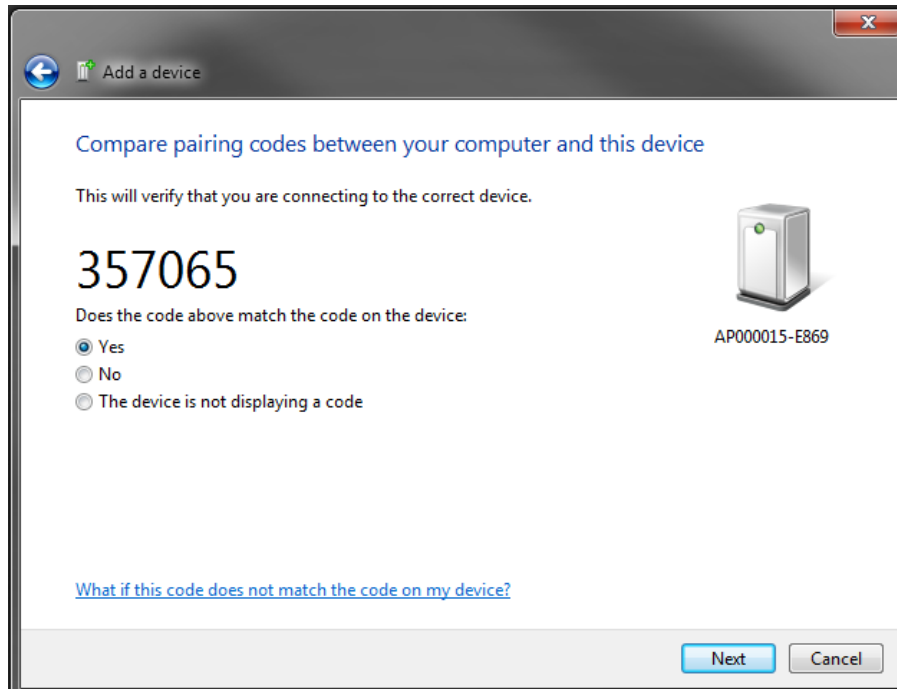 Add a device
Compare pairing codes between your computer and this device
This will verify that you are connecting to the correct device.
357065
Does the code above match the code on the device:
Yes
No
The device is not displaying a code
AP000015-E869
What if this code does not match the code on my device?
Next
Cancel